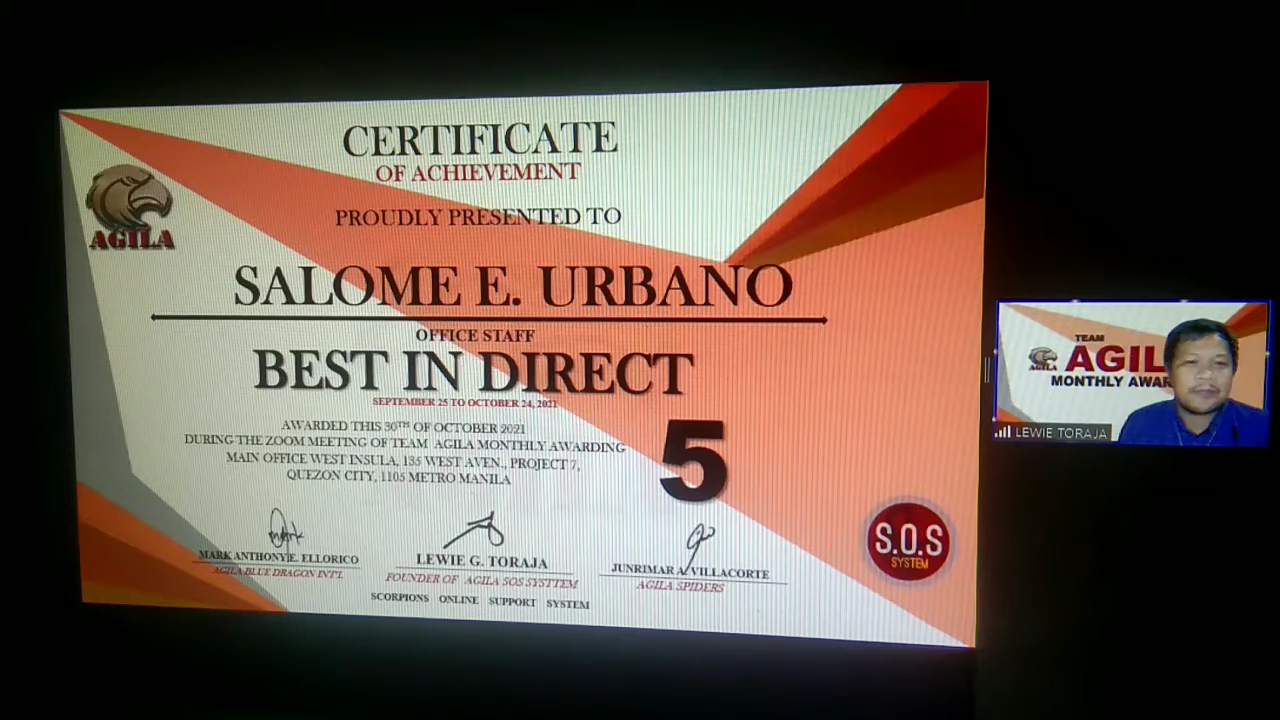 CERTIFICATE
OF ACHIEVEMENT
AGILA
PROUDLY PRESENTED TO
SALOME E. URBANO
OFFICE STAFF
BEST IN DIRECT
SEPTEMBER 25 TO OCTOBER 24, 2021
AWARDED THIS 30TH OF OCTOBER 2021
DURING THE ZOOM MEETING OF TEAM AGILA MONTHLY AWARDING
MAIN OFFICE WEST INSULA, 135 WEST AVEN., PROJECT 7,
QUEZON CITY, 1105 METRO MANILA
5
MARK ANTHONY E. ELLORICO
AGILA BLUE DRAGON INT'L
LEWIE G. TORAJA
FOUNDER OF AGILA SOS SYSTTEM
JUNRIMAR A. VILLACORTE
AGILA SPIDERS
SCORPIONS ONLINE SUPPORT SYSTEM
S.O.S
SYSTEM
TEAM
AGIL
AGILA
MONTHLY AWAR
LEWIE TORAJA